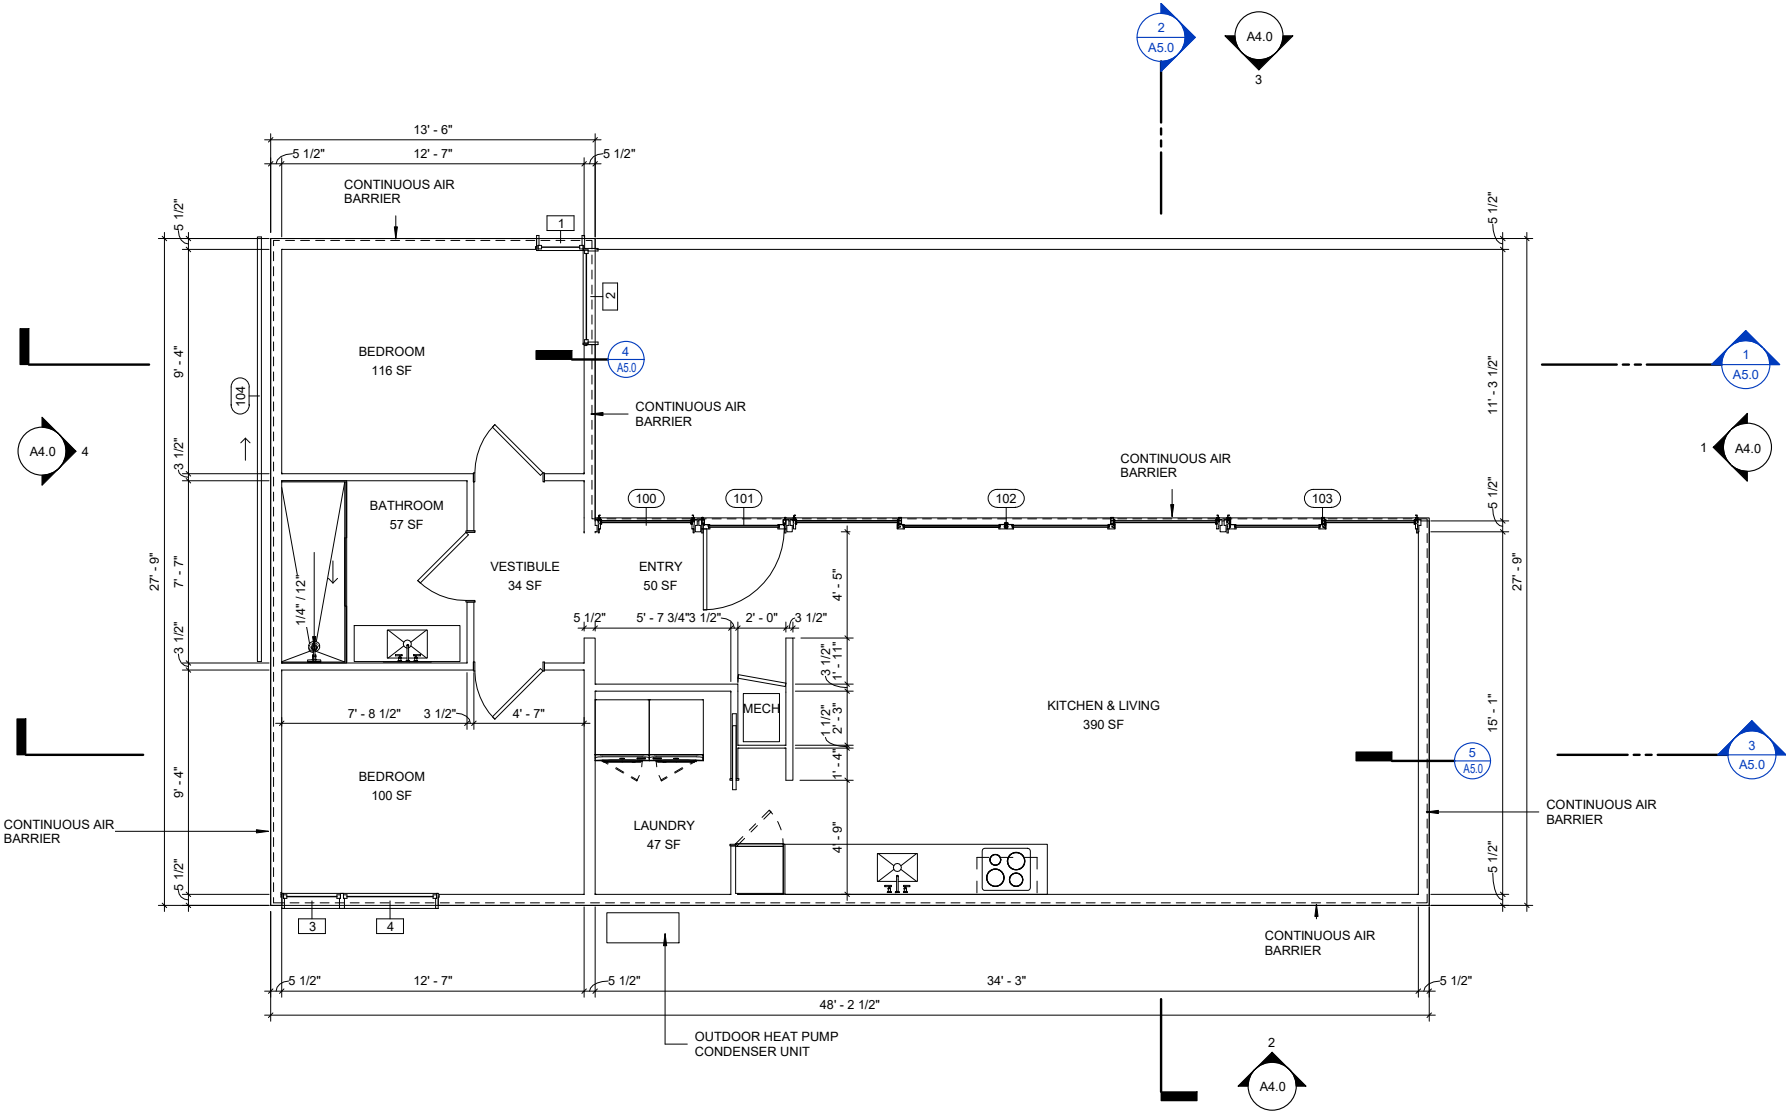 2
A5.0
A4.0
3
13' - 6"
5 1/2"
12' - 7"
5 1/2"
CONTINUOUS AIR
BARRIER
5 1/2"
5 1/2"
1
2
BEDROOM
116 SF
4
A5.0
1
A5.0
9' - 4"
104
11' - 3 1/2"
CONTINUOUS AIR
BARRIER
A4.0
4
1
A4.0
3 1/2"
CONTINUOUS AIR
BARRIER
BATHROOM
57 SF
100
101
102
103
5 1/2"
27' - 9"
7' - 7"
1/4" / 12"
VESTIBULE
34 SF
ENTRY
50 SF
4' - 5"
27' - 9"
5 1/2"
5' - 7 3/4"
3 1/2"
2' - 0"
3 1/2"
3 1/2"
3 1/2"
1' - 11"
7' - 8 1/2"
3 1/2"
4' - 7"
MECH
1 1/2"
2' - 3"
KITCHEN & LIVING
390 SF
15' - 1"
5
A5.0
3
A5.0
BEDROOM
100 SF
9' - 4"
1' - 4"
CONTINUOUS AIR
BARRIER
LAUNDRY
47 SF
4' - 9"
CONTINUOUS AIR
BARRIER
5 1/2"
5 1/2"
3
4
CONTINUOUS AIR
BARRIER
5 1/2"
12' - 7"
5 1/2"
34' - 3"
5 1/2"
48' - 2 1/2"
OUTDOOR HEAT PUMP
CONDENSER UNIT
2
A4.0